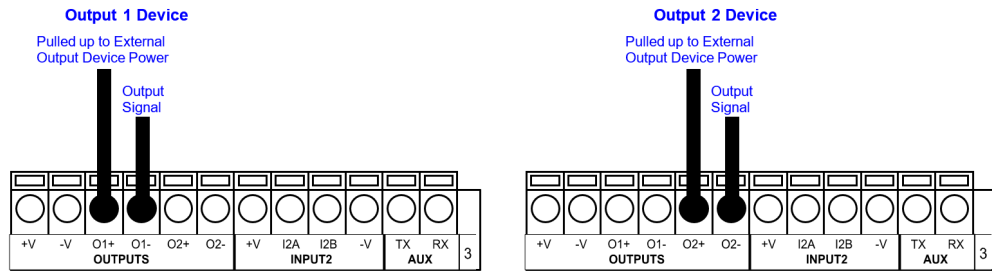 Output 1 Device
Pulled up to External
Output Device Power
Output
Signal
+V -V O1+ O1- O2+ O2- +V I2A I2B -V TX RX
OUTPUTS INPUT2 AUX 3
Output 2 Device
Pulled up to External
Output Device Power
Output
Signal
+V -V O1+ O1- O2+ O2- +V I2A I2B -V TX RX
OUTPUTS INPUT2 AUX 3